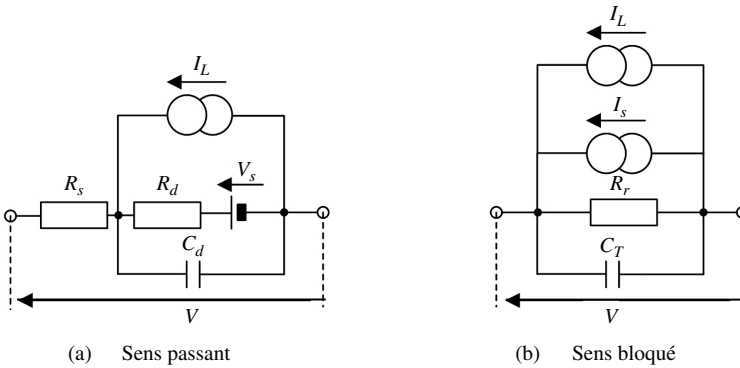 I_L
R_s
R_d
V_s
C_d
V
(a) Sens passant
I_L
I_s
R_r
C_T
V
(b) Sens bloqué